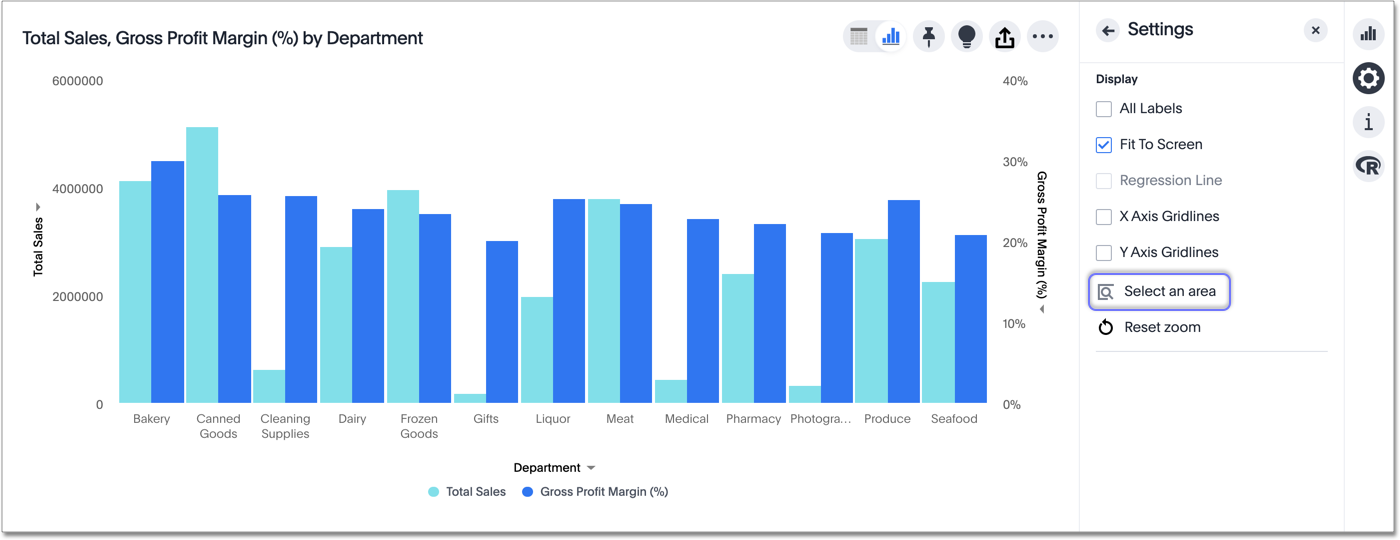 Total Sales, Gross Profit Margin (%) by Department
6000000
4000000
2000000
0
Total Sales
40%
30%
20%
10%
0%
Gross Profit Margin (%)
Bakery
Canned
Goods
Cleaning
Supplies
Dairy
Frozen
Goods
Gifts
Liquor
Meat
Medical
Pharmacy
Photogra...
Produce
Seafood
Department
Total Sales
Gross Profit Margin (%)
Settings
Display
All Labels
Fit To Screen
Regression Line
X Axis Gridlines
Y Axis Gridlines
Select an area
Reset zoom
i
R